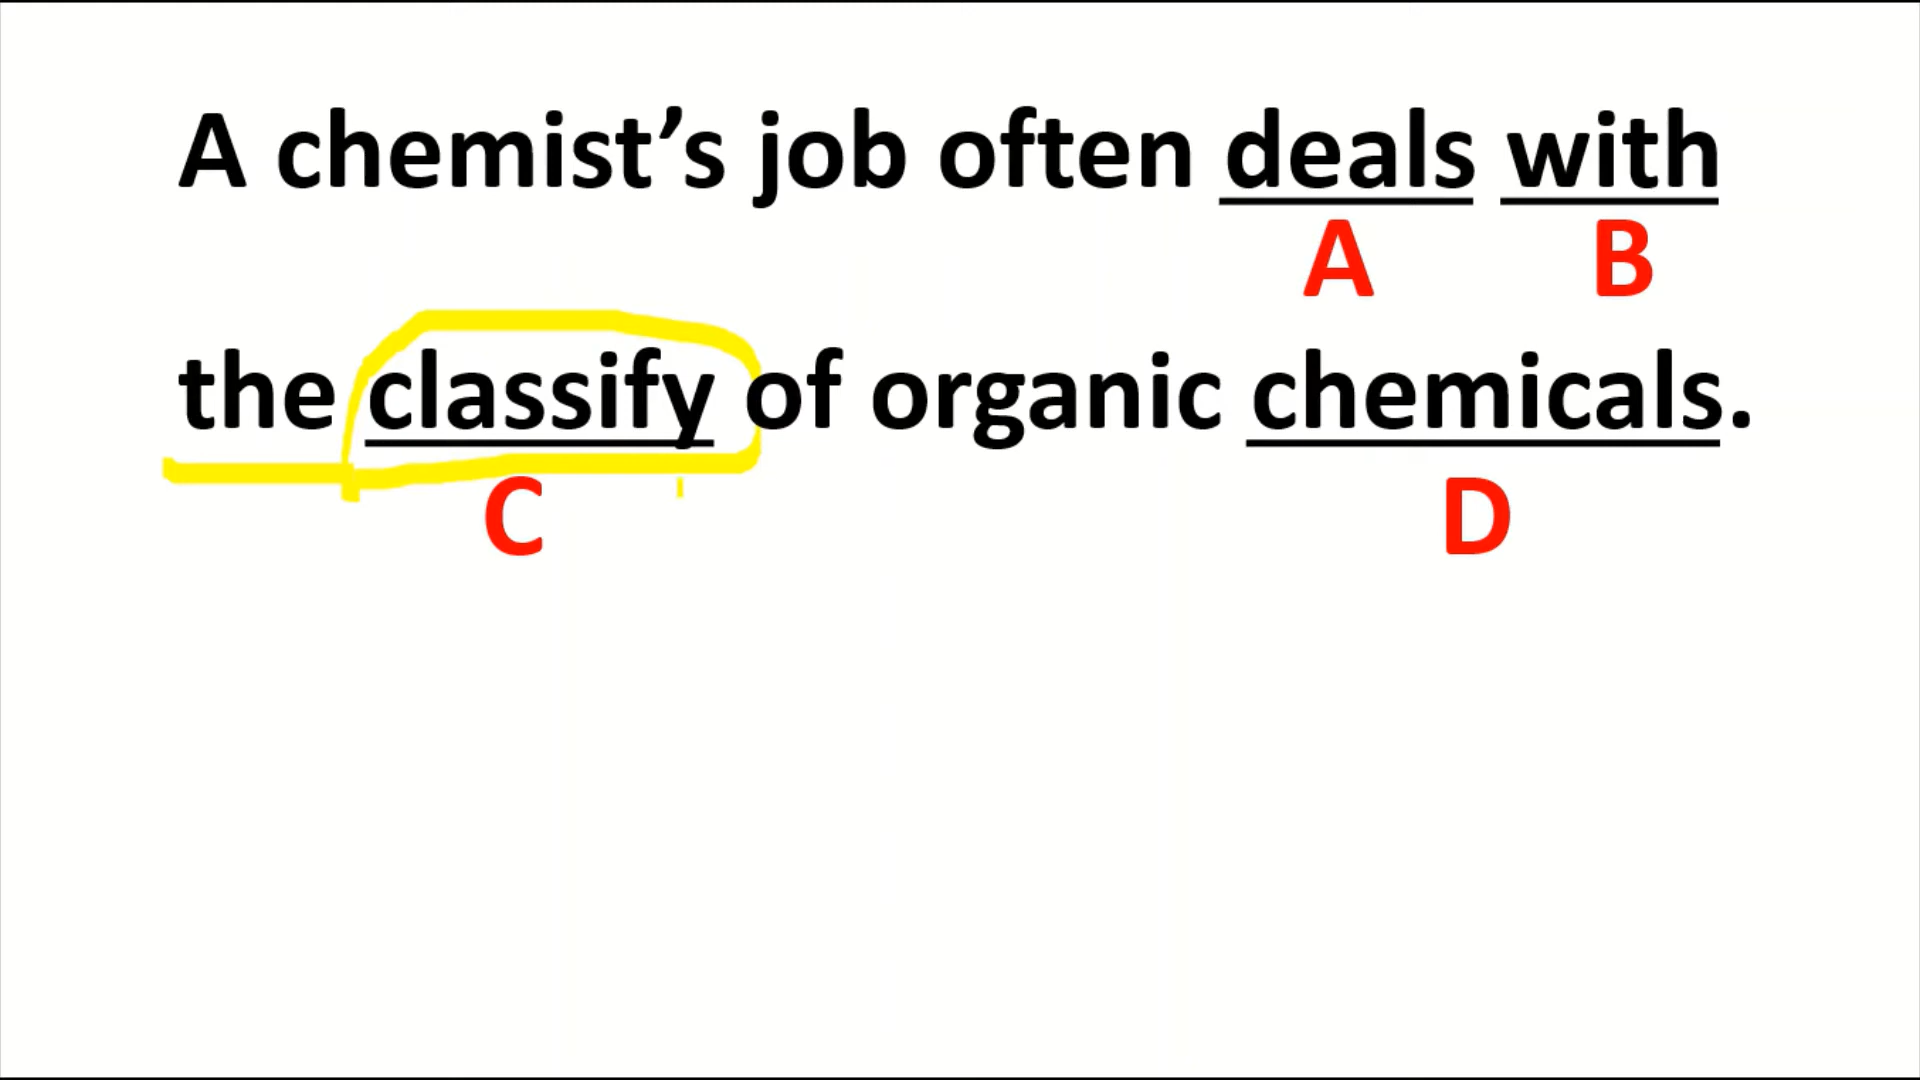 A chemist’s job often deals with
A B
the classify of organic chemicals.
C D